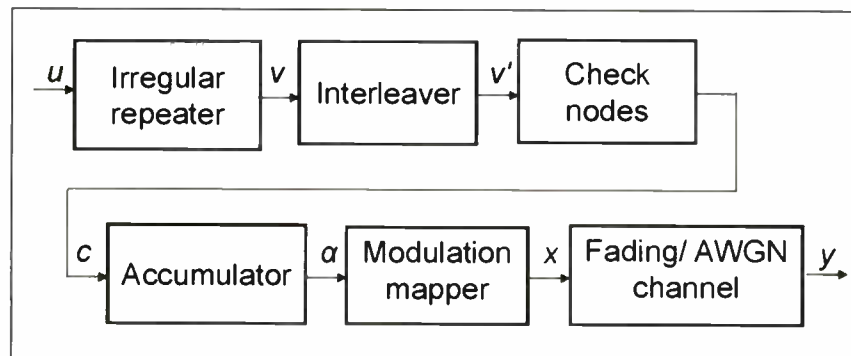 u
Irregular
repeater
v
Interleaver
v'
Check
nodes
c
Accumulator
α
Modulation
mapper
x
Fading/ AWGN
channel
y